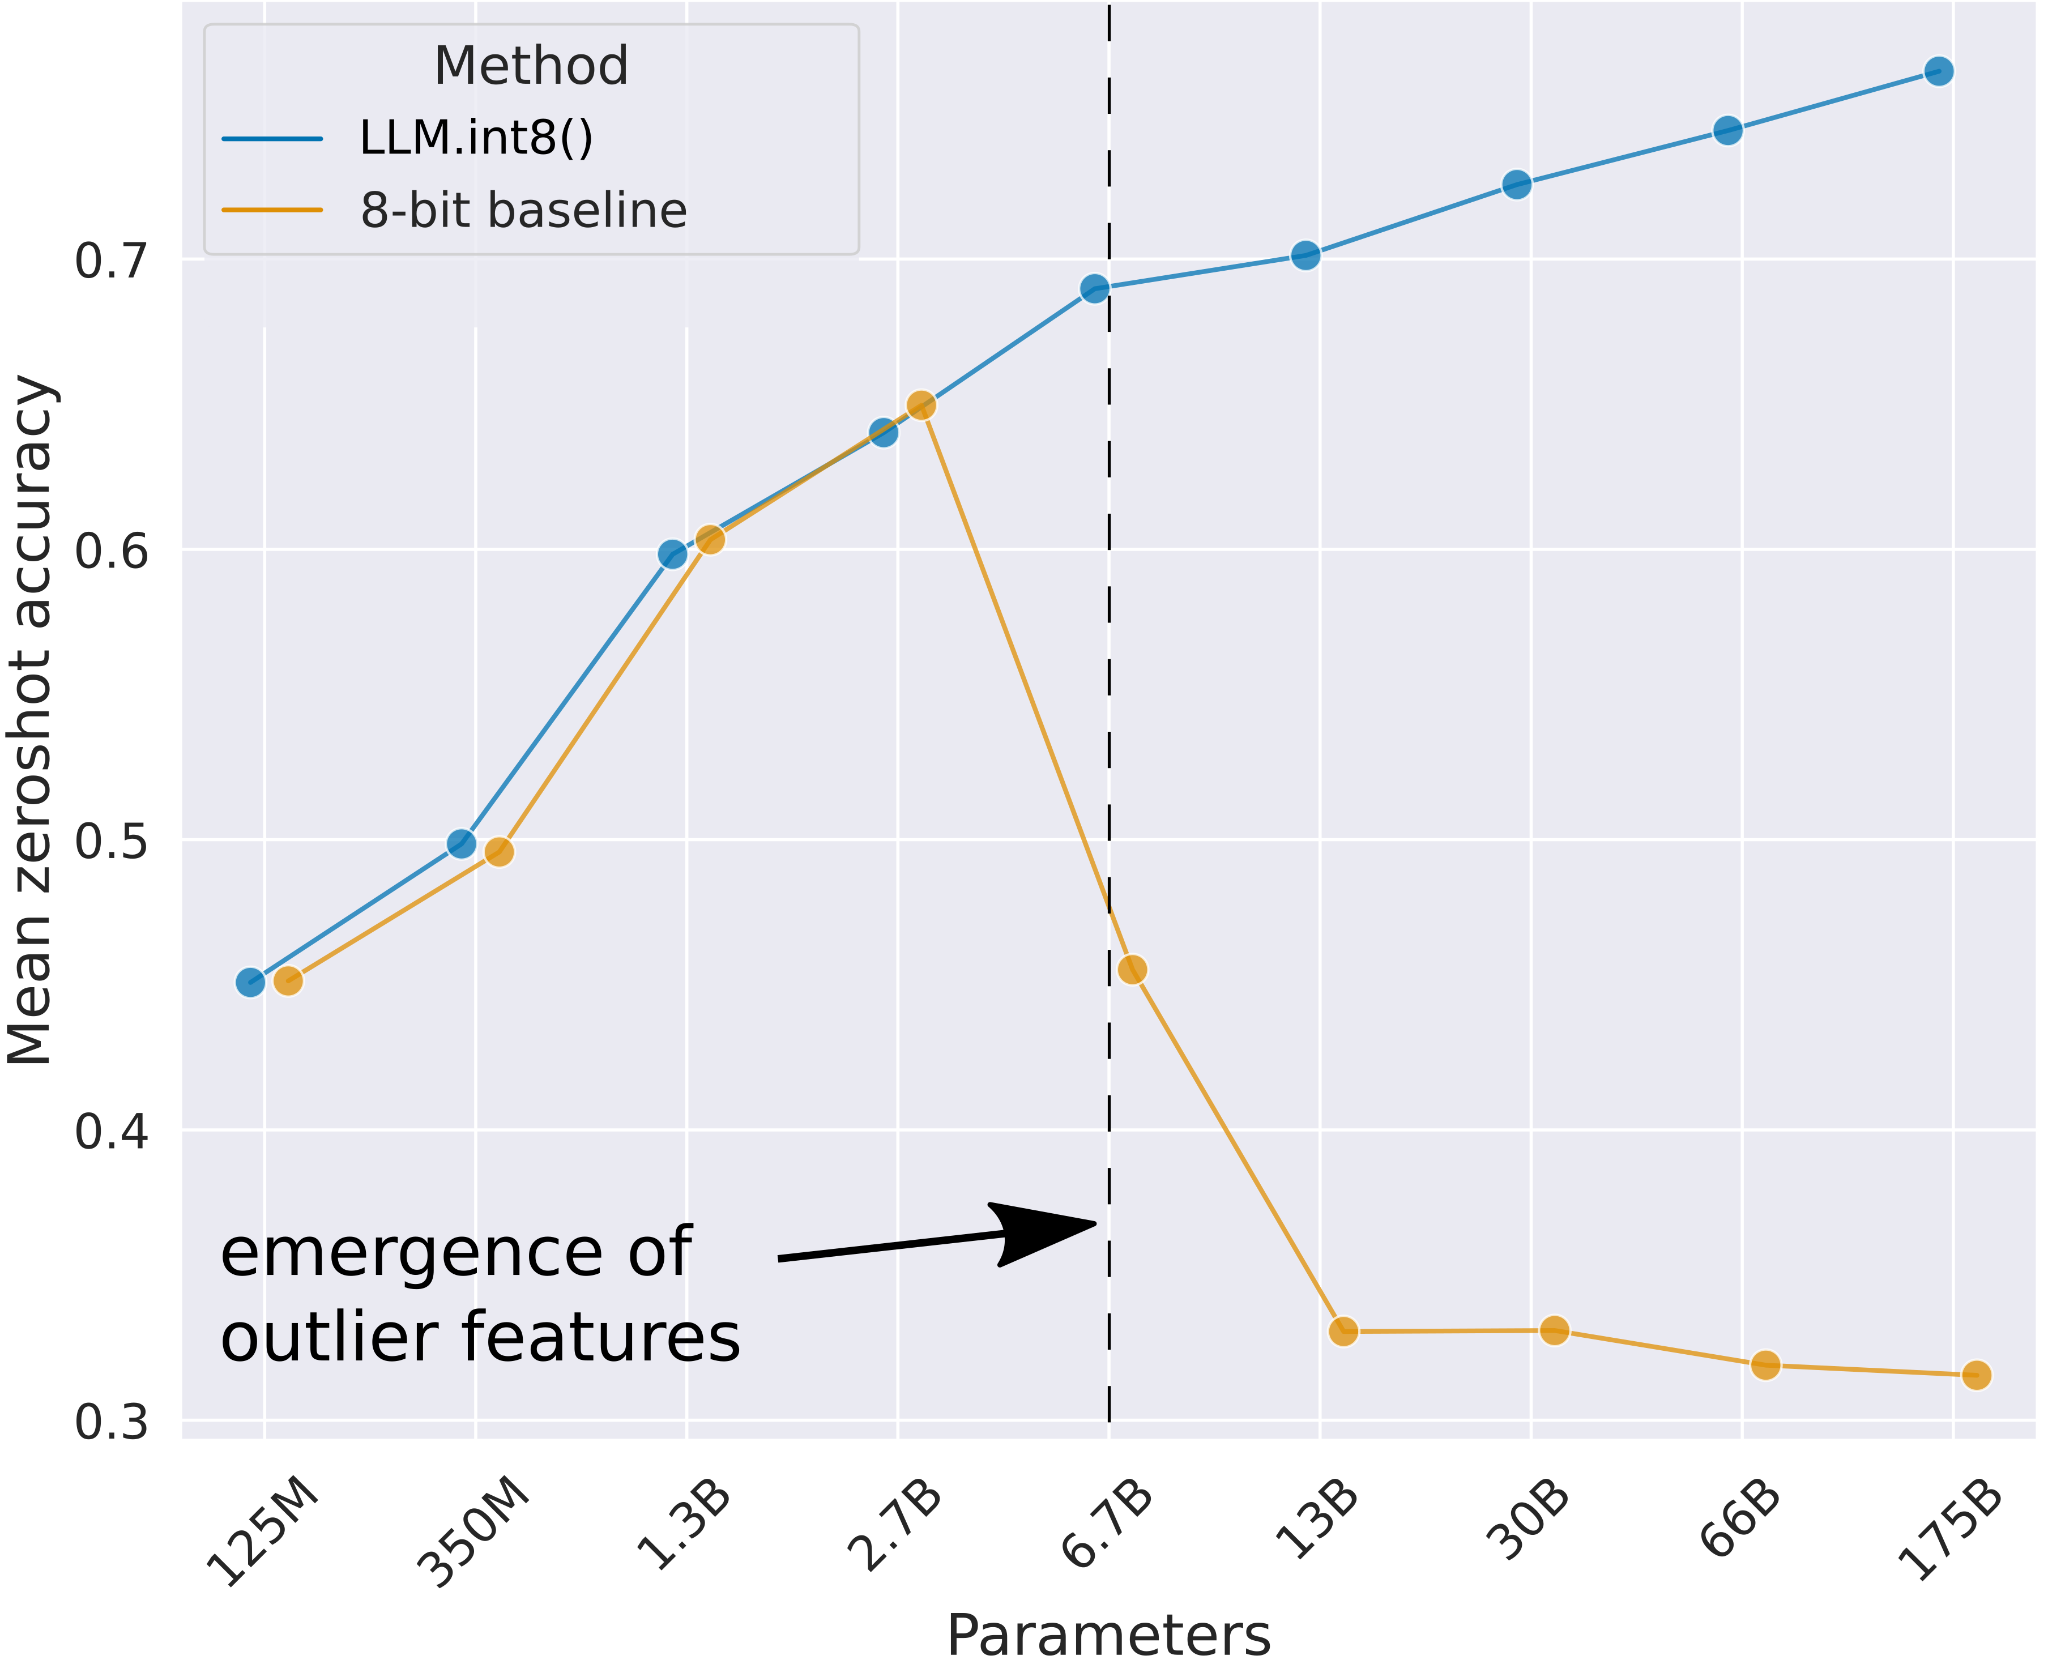 Method
LLM.int8()
8-bit baseline
Mean zeroshot accuracy
0.7
0.6
0.5
0.4
0.3
emergence of
outlier features
125M
350M
1.3B
2.7B
6.7B
13B
30B
66B
175B
Parameters